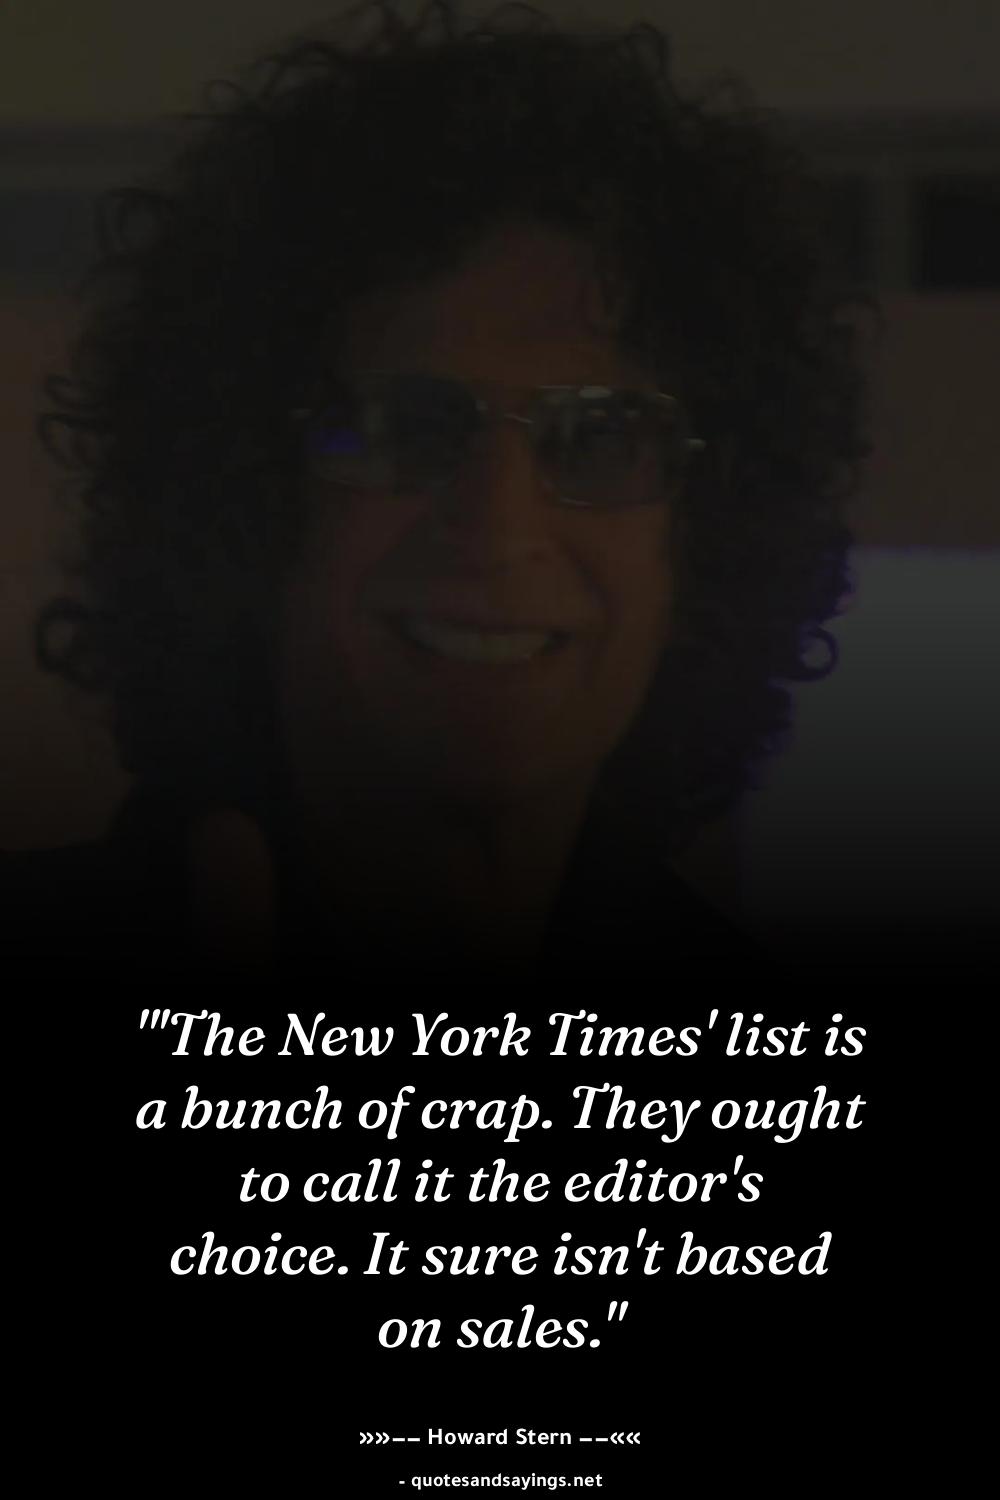 "'The New York Times' list is
a bunch of crap. They ought
to call it the editor's
choice. It sure isn't based
on sales."
»»–– Howard Stern ––««
- quotesandsayings.net